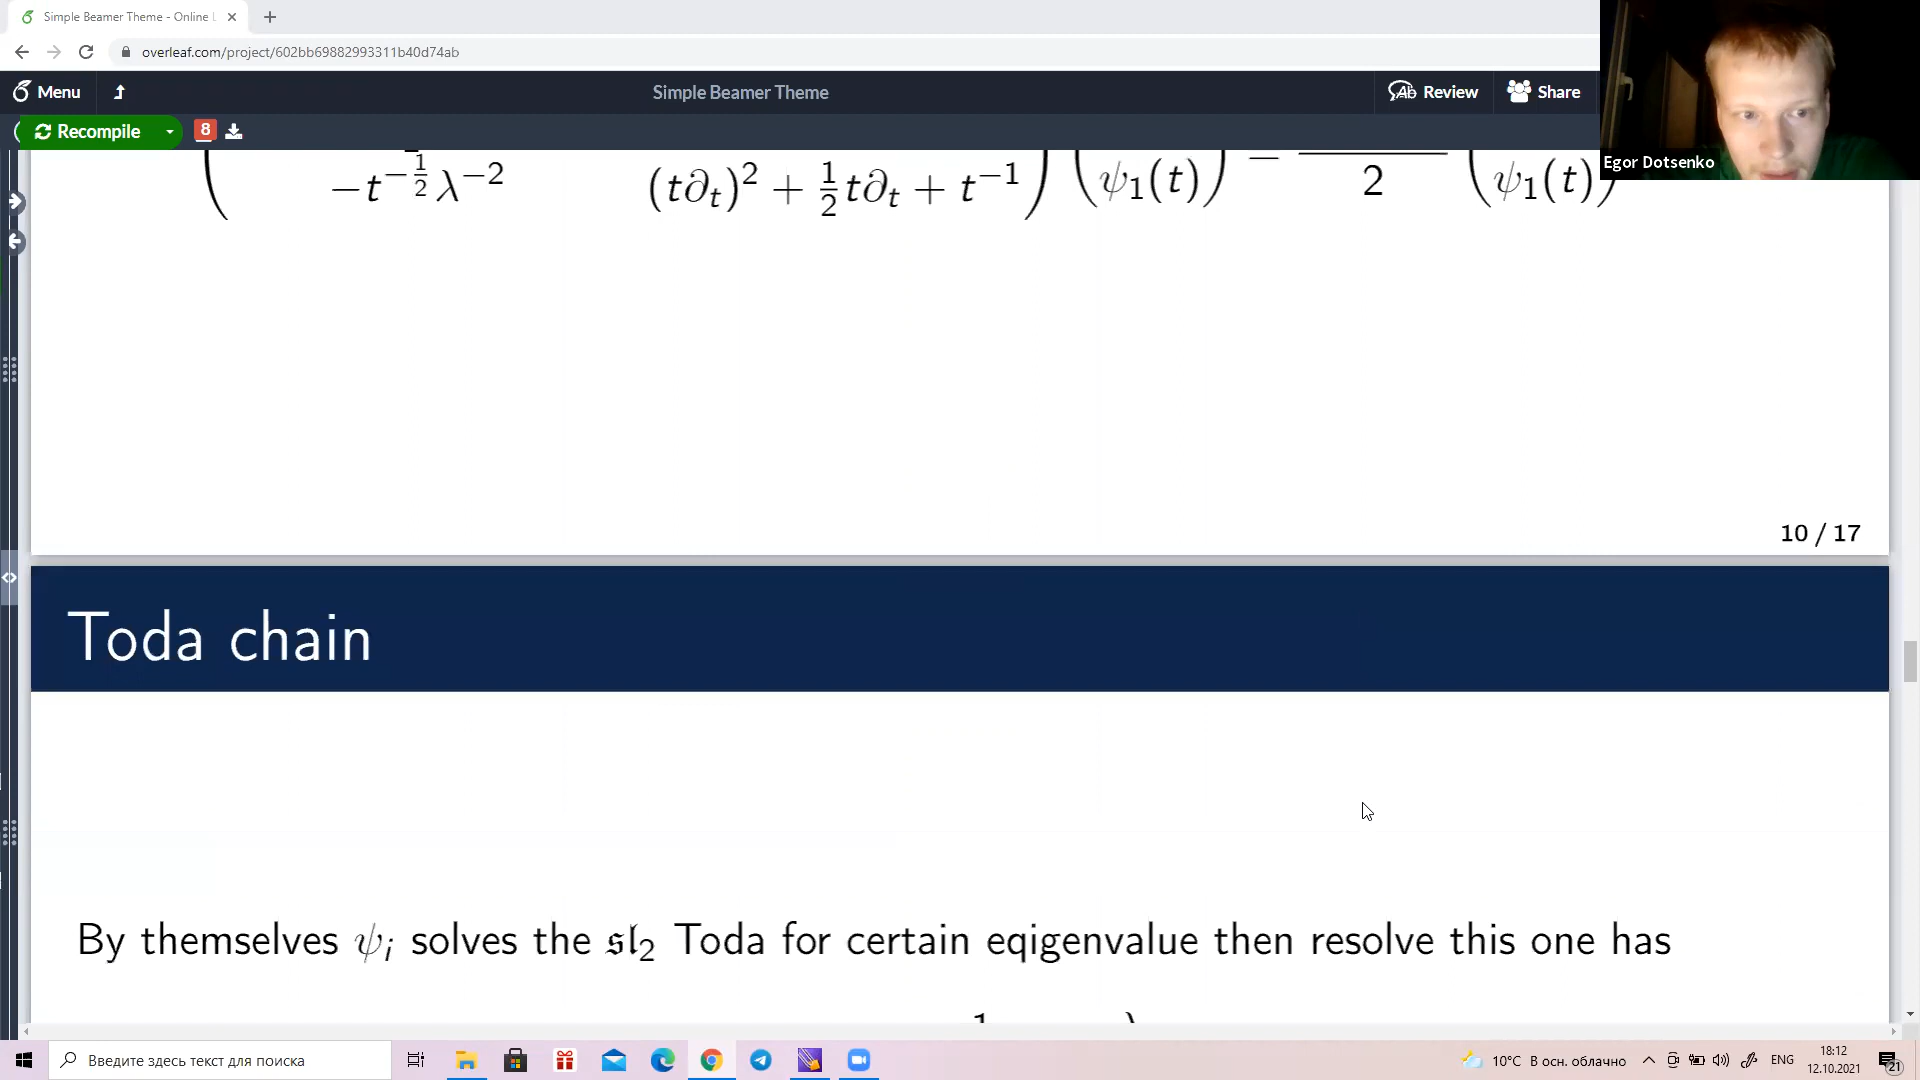 Simple Beamer Theme - Online L
overleaf.com/project/602bb69882993311b40d74ab
Menu
Simple Beamer Theme
Review
Share
Recompile
8
Egor Dotsenko
−t^{−1/2}λ^{−2} (t∂_t)^2 + 1/2 t∂_t + t^{−1}) (ψ_1(t)) = 2 (ψ_1(t))
10 / 17
Toda chain
By themselves ψ_i solves the 𝔰𝔩_2 Toda for certain eqigenvalue then resolve this one has
Введите здесь текст для поиска
10°C В осн. облачно
ENG
18:12
12.10.2021
21